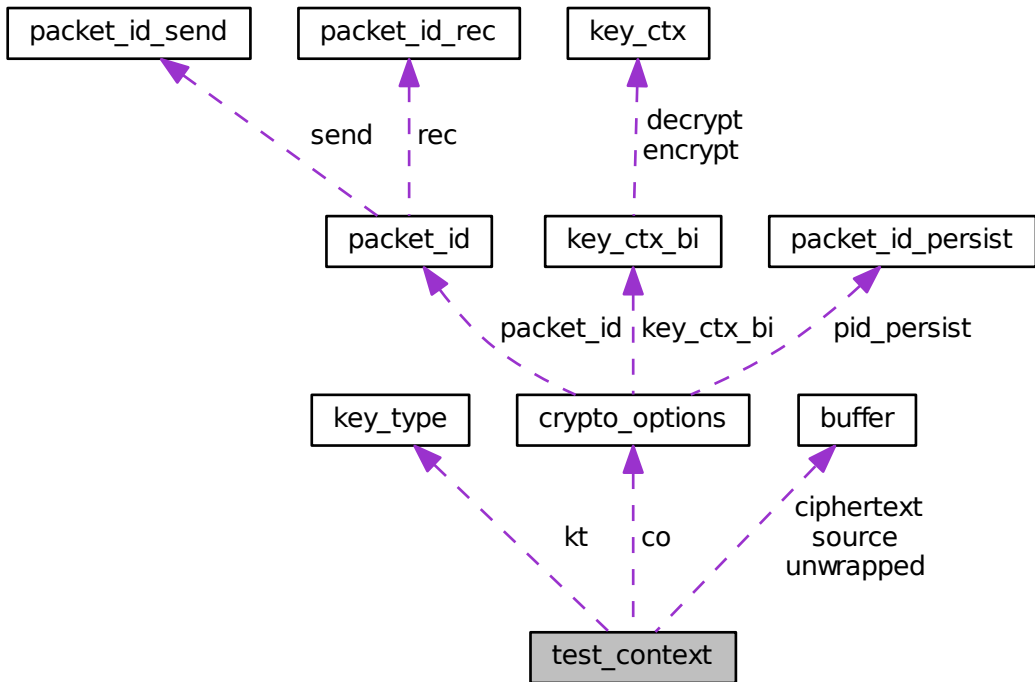 packet_id_send
packet_id_rec
key_ctx
send
rec
decrypt
encrypt
packet_id
key_ctx_bi
packet_id_persist
packet_id
key_ctx_bi
pid_persist
key_type
crypto_options
buffer
kt
co
ciphertext
source
unwrapped
test_context